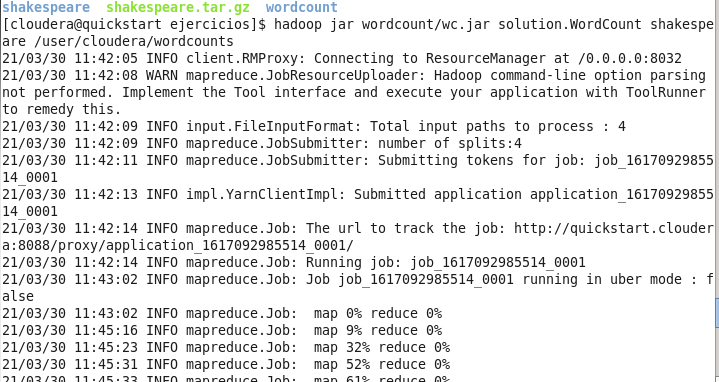 shakespeare  shakespeare.tar.gz  wordcount
[cloudera@quickstart ejercicios]$ hadoop jar wordcount/wc.jar solution.WordCount shakespe
are /user/cloudera/wordcounts
21/03/30 11:42:05 INFO client.RMProxy: Connecting to ResourceManager at /0.0.0.0:8032
21/03/30 11:42:08 WARN mapreduce.JobResourceUploader: Hadoop command-line option parsing
not performed. Implement the Tool interface and execute your application with ToolRunner
to remedy this.
21/03/30 11:42:09 INFO input.FileInputFormat: Total input paths to process : 4
21/03/30 11:42:09 INFO mapreduce.JobSubmitter: number of splits:4
21/03/30 11:42:11 INFO mapreduce.JobSubmitter: Submitting tokens for job: job_16170929855
14_0001
21/03/30 11:42:13 INFO impl.YarnClientImpl: Submitted application application_16170929855
14_0001
21/03/30 11:42:14 INFO mapreduce.Job: The url to track the job: http://quickstart.clouder
a:8088/proxy/application_1617092985514_0001/
21/03/30 11:42:14 INFO mapreduce.Job: Running job: job_1617092985514_0001
21/03/30 11:43:02 INFO mapreduce.Job: Job job_1617092985514_0001 running in uber mode : f
alse
21/03/30 11:43:02 INFO mapreduce.Job:  map 0% reduce 0%
21/03/30 11:45:16 INFO mapreduce.Job:  map 9% reduce 0%
21/03/30 11:45:23 INFO mapreduce.Job:  map 32% reduce 0%
21/03/30 11:45:31 INFO mapreduce.Job:  map 52% reduce 0%
21/03/30 11:45:33 INFO mapreduce.Job:  map 61% reduce 0%